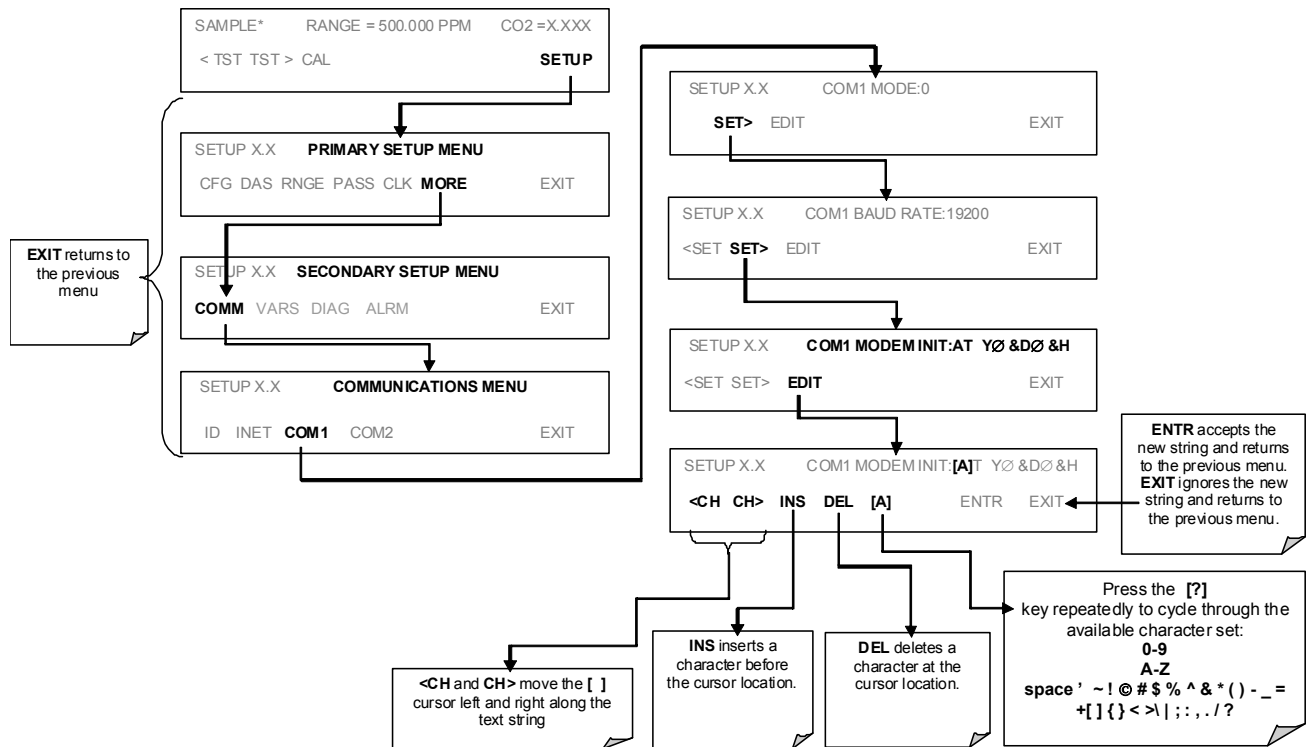 SAMPLE* RANGE = 500.000 PPM CO2 =X.XXX
< TST TST > CAL SETUP
SETUP X.X PRIMARY SETUP MENU
CFG DAS RNGE PASS CLK MORE EXIT
EXIT returns to
the previous
menu
SETUP X.X SECONDARY SETUP MENU
COMM VARS DIAG ALRM EXIT
SETUP X.X COMMUNICATIONS MENU
ID INET COM1 COM2 EXIT
SETUP X.X COM1 MODE:0
SET> EDIT EXIT
SETUP X.X COM1 BAUD RATE:19200
<SET SET> EDIT EXIT
SETUP X.X COM1 MODEM INIT:AT Y∅ &D∅ &H
<SET SET> EDIT EXIT
SETUP X.X COM1 MODEM INIT:[A]T Y∅ &D∅ &H
<CH CH> INS DEL [A] ENTR EXIT
ENTR accepts the
new string and returns
to the previous menu.
EXIT ignores the new
string and returns to
the previous menu.
<CH and CH> move the [ ]
cursor left and right along the
text string
INS inserts a
character before
the cursor location.
DEL deletes a
character at the
cursor location.
Press the [?]
key repeatedly to cycle through the
available character set:
0-9
A-Z
space ’ ~ ! © # $ % ^ & * ( ) - _ =
+[ ] { } < >\ | ; : , . / ?